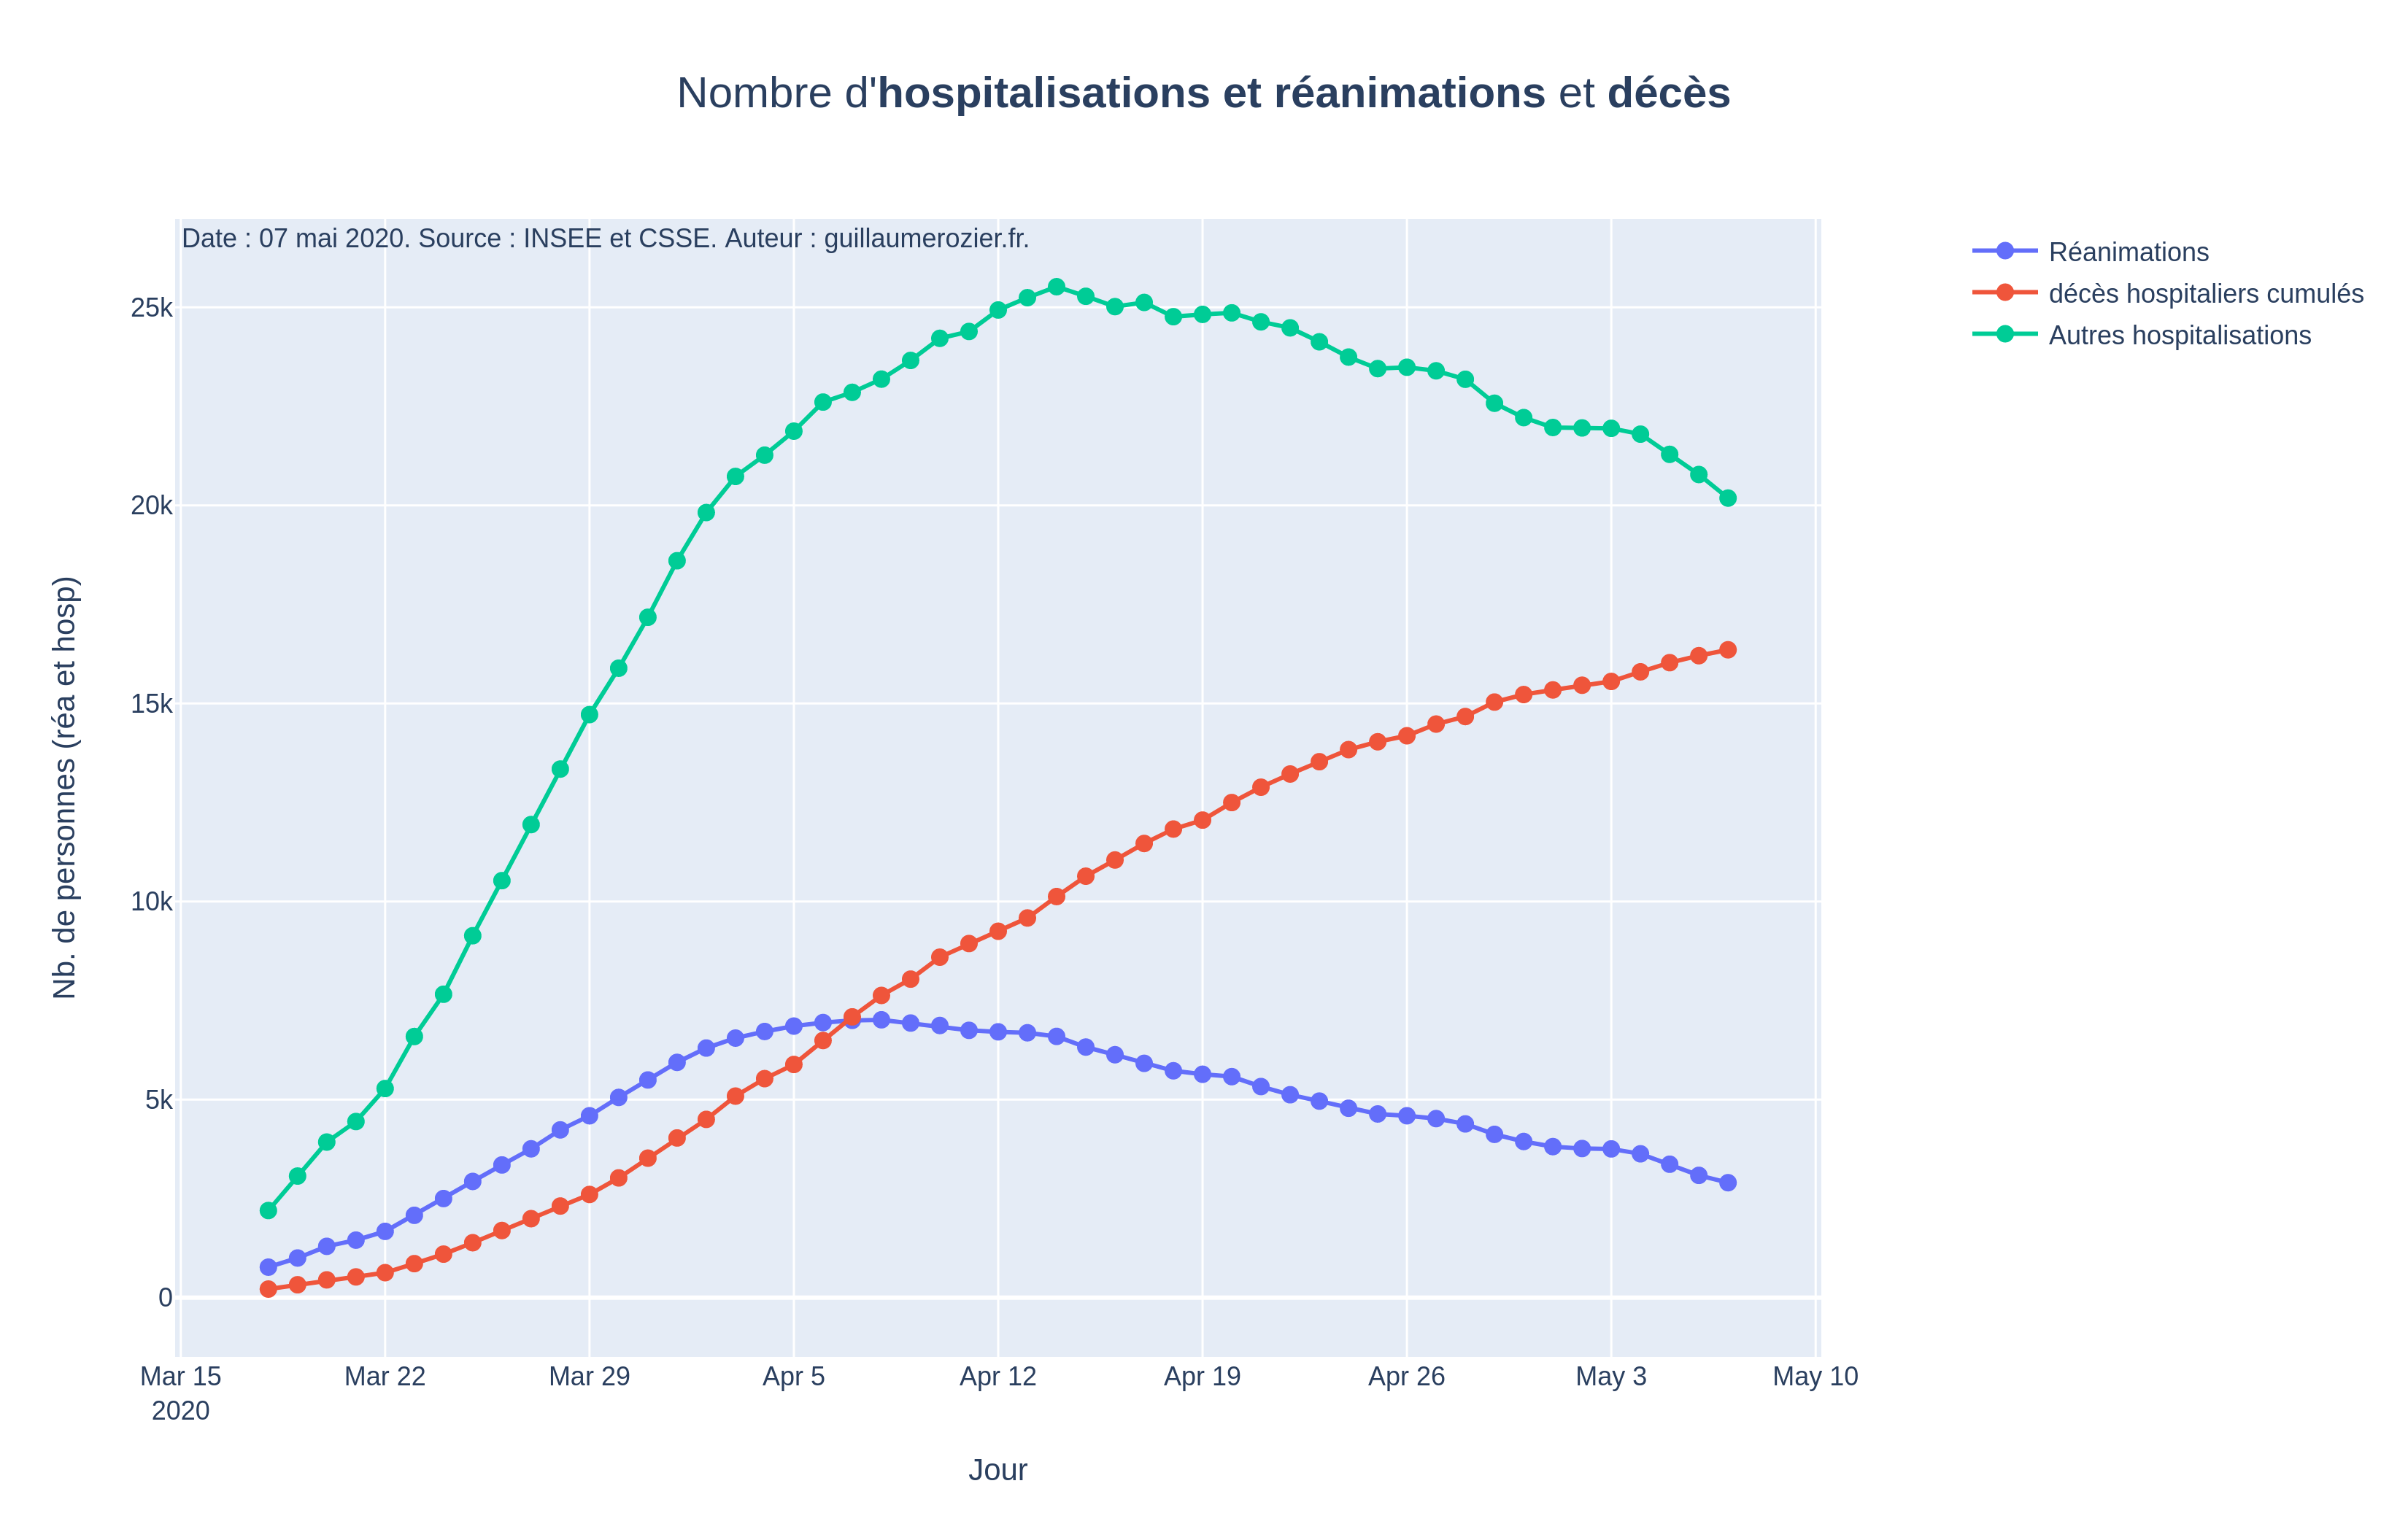 Nombre d'hospitalisations et réanimations et décès
Date : 07 mai 2020. Source : INSEE et CSSE. Auteur : guillaumerozier.fr.
Réanimations
décès hospitaliers cumulés
Autres hospitalisations
Nb. de personnes (réa et hosp)
25k
20k
15k
10k
5k
0
Mar 15 Mar 22 Mar 29 Apr 5 Apr 12 Apr 19 Apr 26 May 3 May 10
2020
Jour